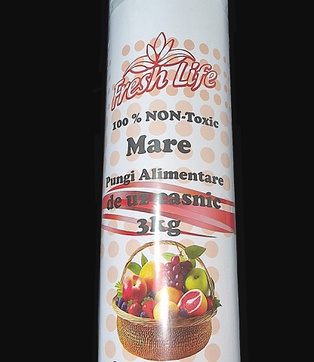 Fresh Life
100 % NON-Toxic
Mare
Pungi Alimentare
de uz casnic
3kg